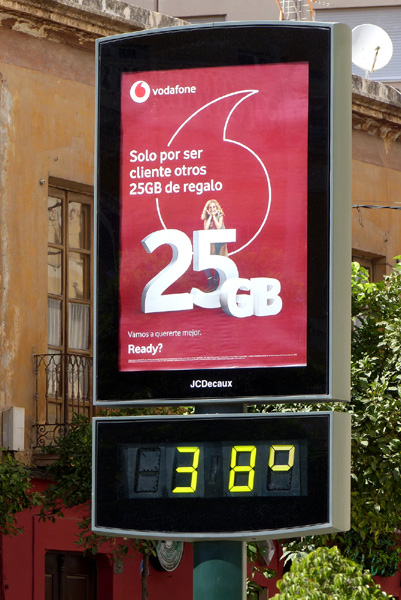 vodafone
Solo por ser
cliente otros
25GB de regalo
25GB
Vamos a quererte mejor.
Ready?
JCDecaux
38°